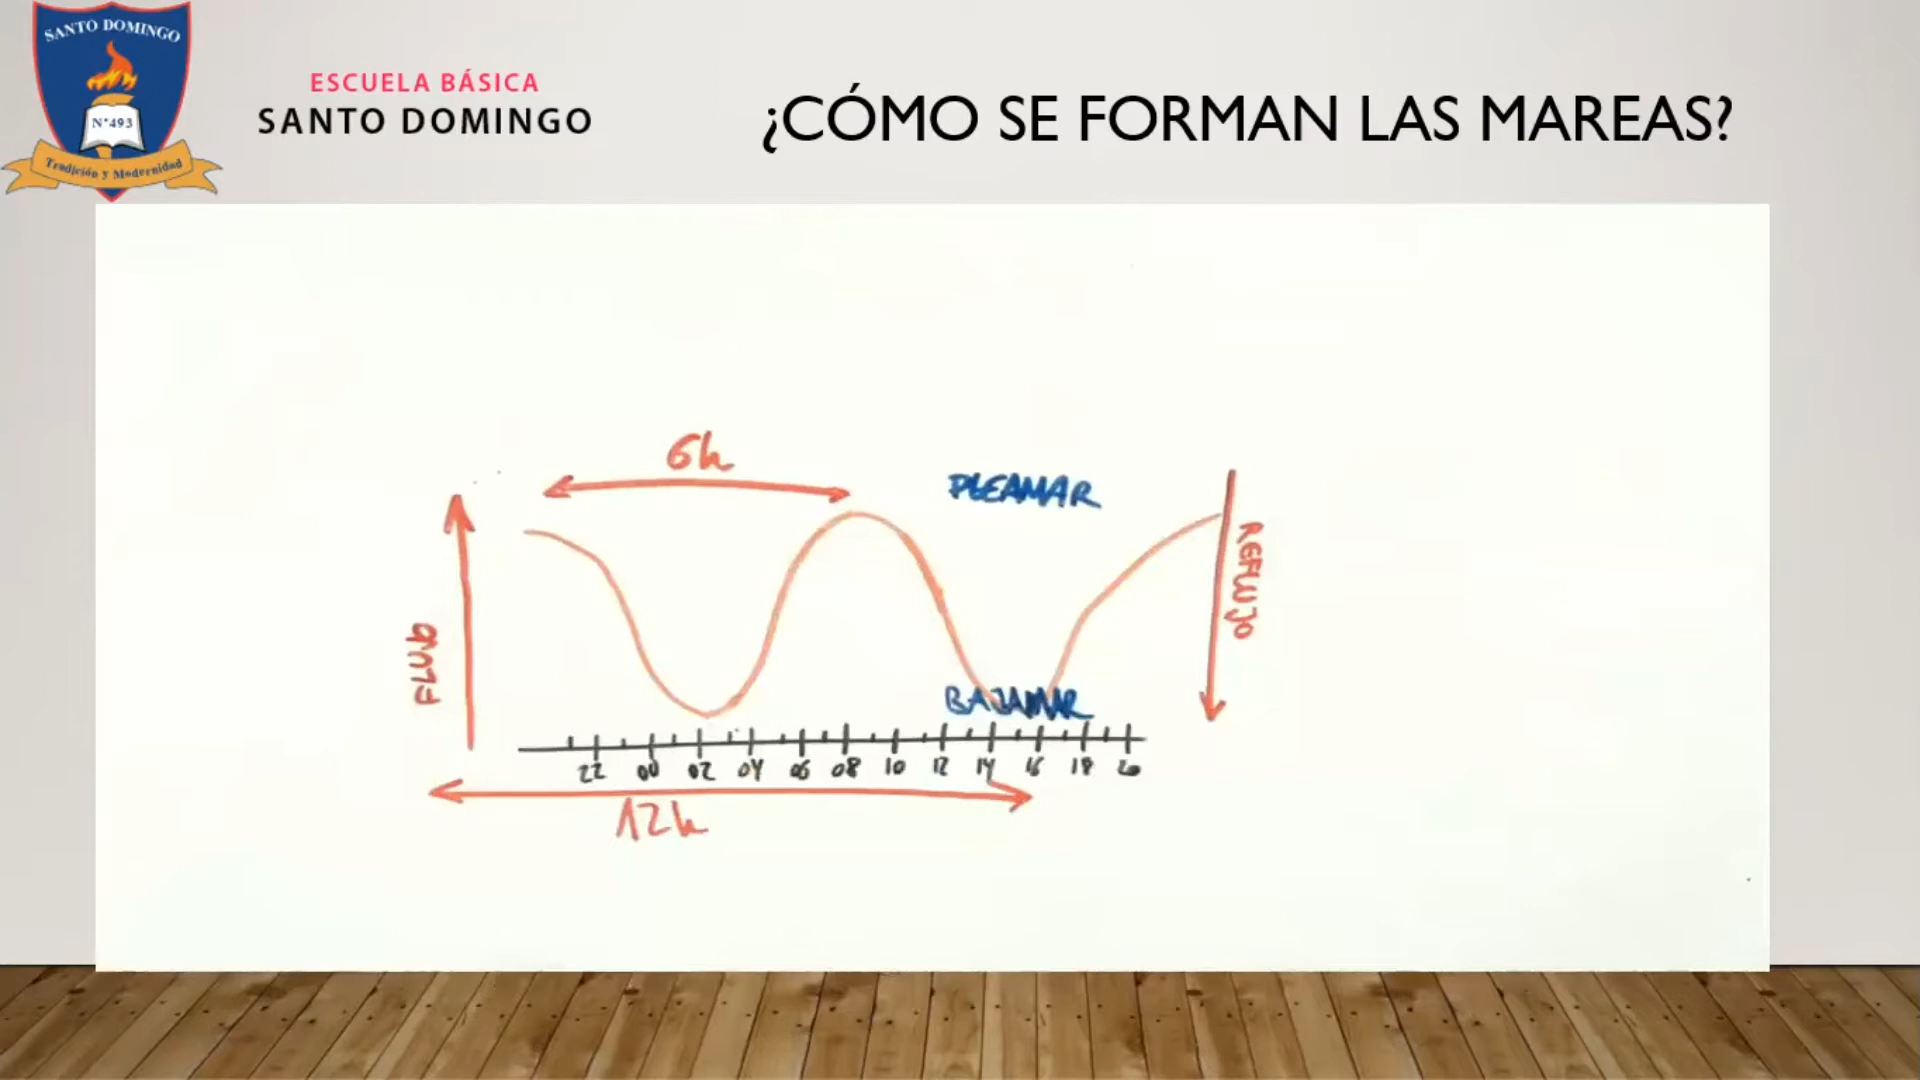 SANTO DOMINGO
N°493
Tradición y Modernidad
ESCUELA BÁSICA
SANTO DOMINGO
¿CÓMO SE FORMAN LAS MAREAS?
6h
PLEAMAR
FLUJO
REFLUJO
BAJAMAR
22 00 02 04 06 08 10 12 14 16 18 20
12h